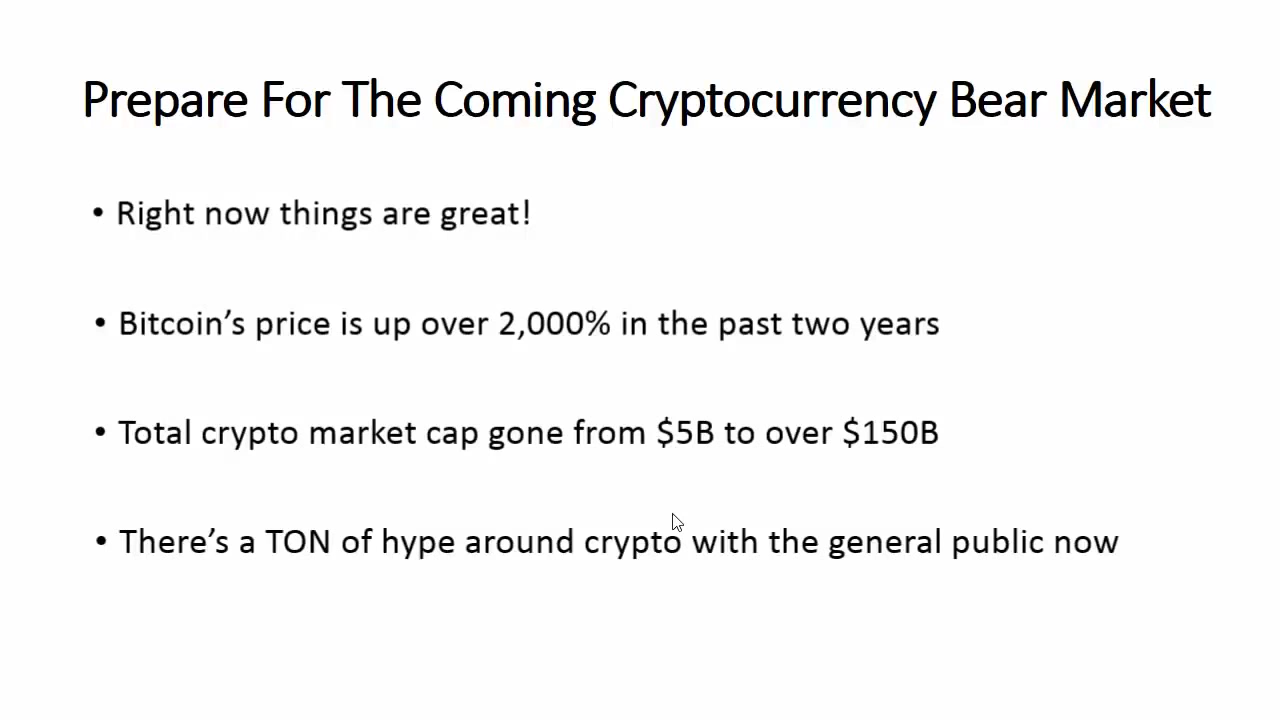 Prepare For The Coming Cryptocurrency Bear Market
• Right now things are great!
• Bitcoin’s price is up over 2,000% in the past two years
• Total crypto market cap gone from $5B to over $150B
• There’s a TON of hype around crypto with the general public now